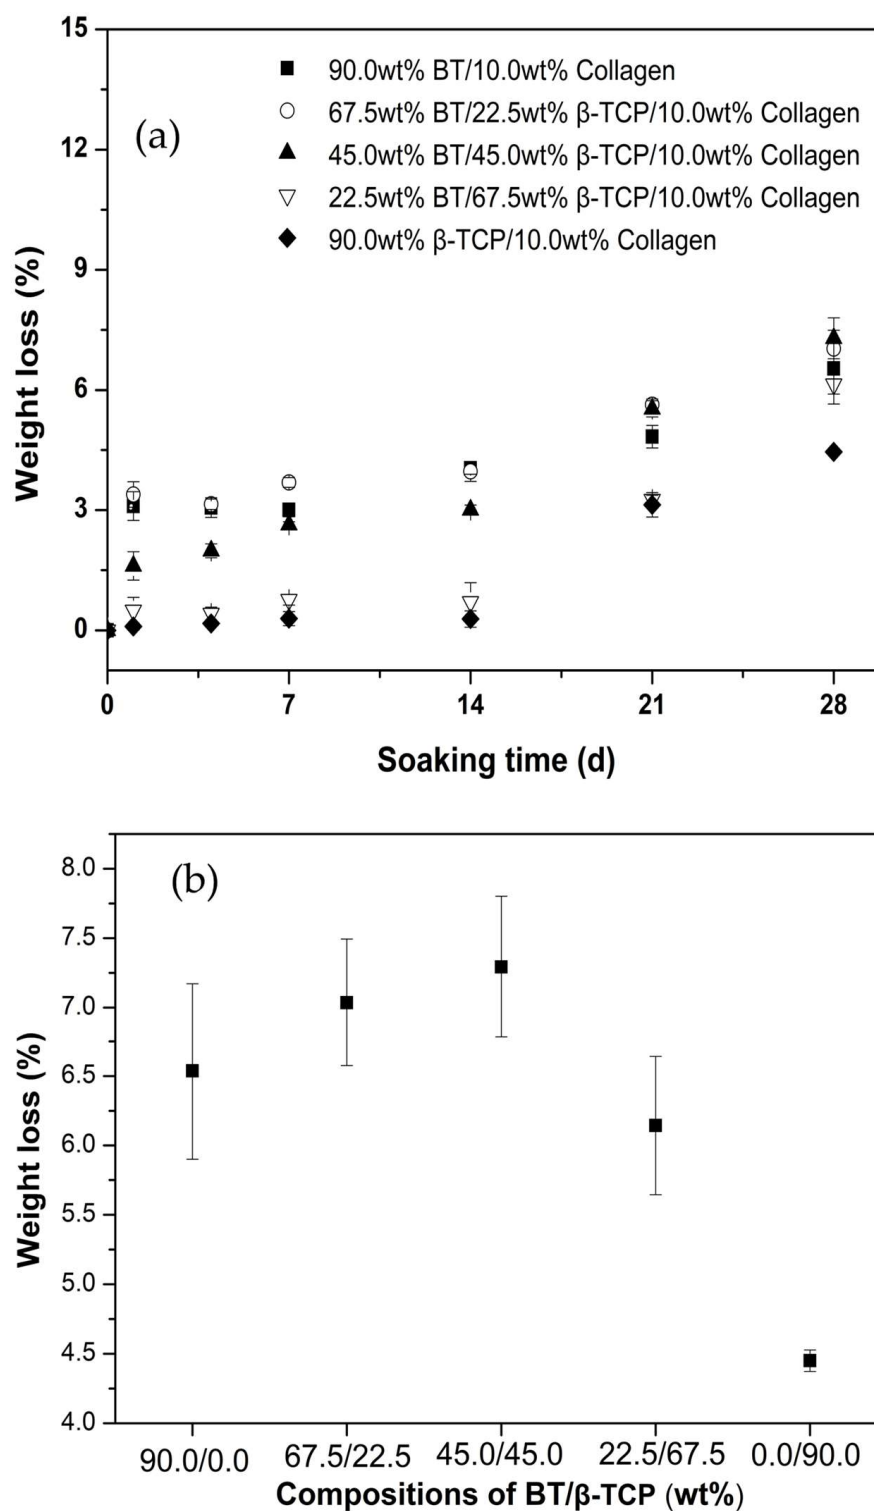 15
90.0wt% BT/10.0wt% Collagen
67.5wt% BT/22.5wt% β-TCP/10.0wt% Collagen
(a)
12
45.0wt% BT/45.0wt% β-TCP/10.0wt% Collagen
22.5wt% BT/67.5wt% β-TCP/10.0wt% Collagen
90.0wt% β-TCP/10.0wt% Collagen
9
Weight loss (%)
6
3
0
0 7 14 21 28
Soaking time (d)
(b)
8.0
7.5
7.0
Weight loss (%)
6.5
6.0
5.5
5.0
4.5
4.0
90.0/0.0 67.5/22.5 45.0/45.0 22.5/67.5 0.0/90.0
Compositions of BT/β-TCP (wt%)